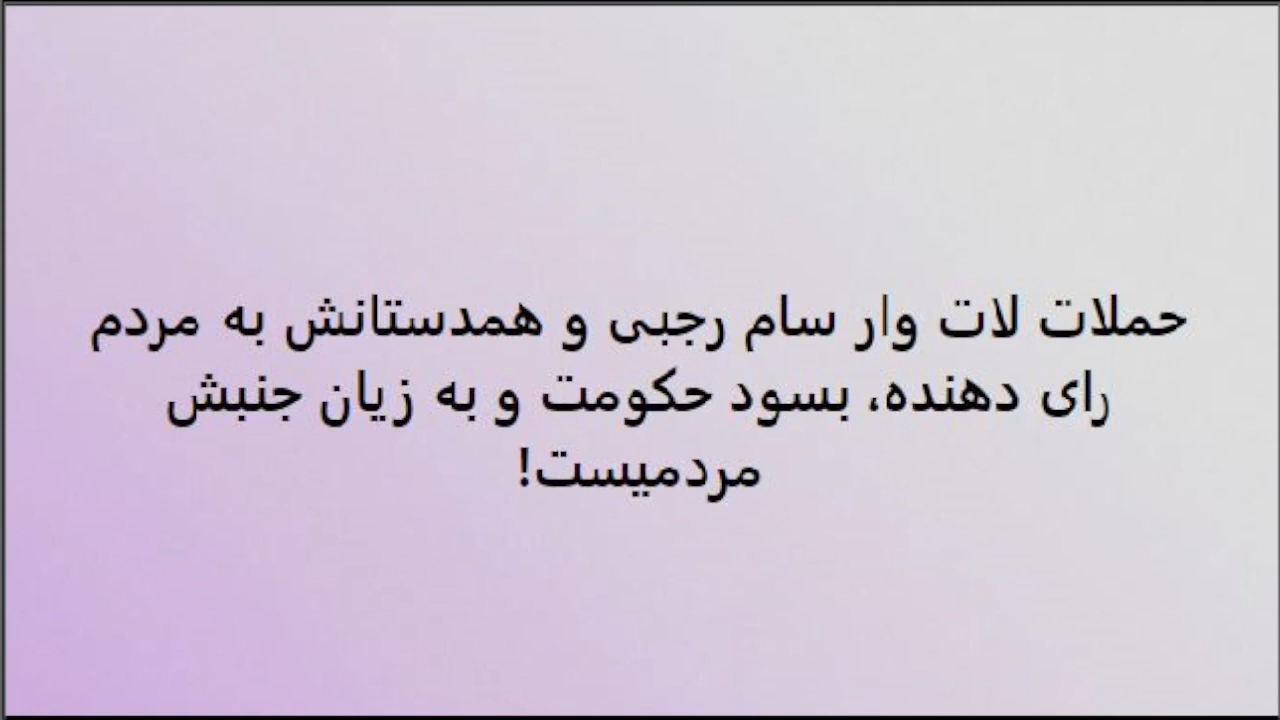 حملات لات وار سام رجبی و همدستانش به مردم
رای دهنده، بسود حکومت و به زیان جنبش
مردمیست!